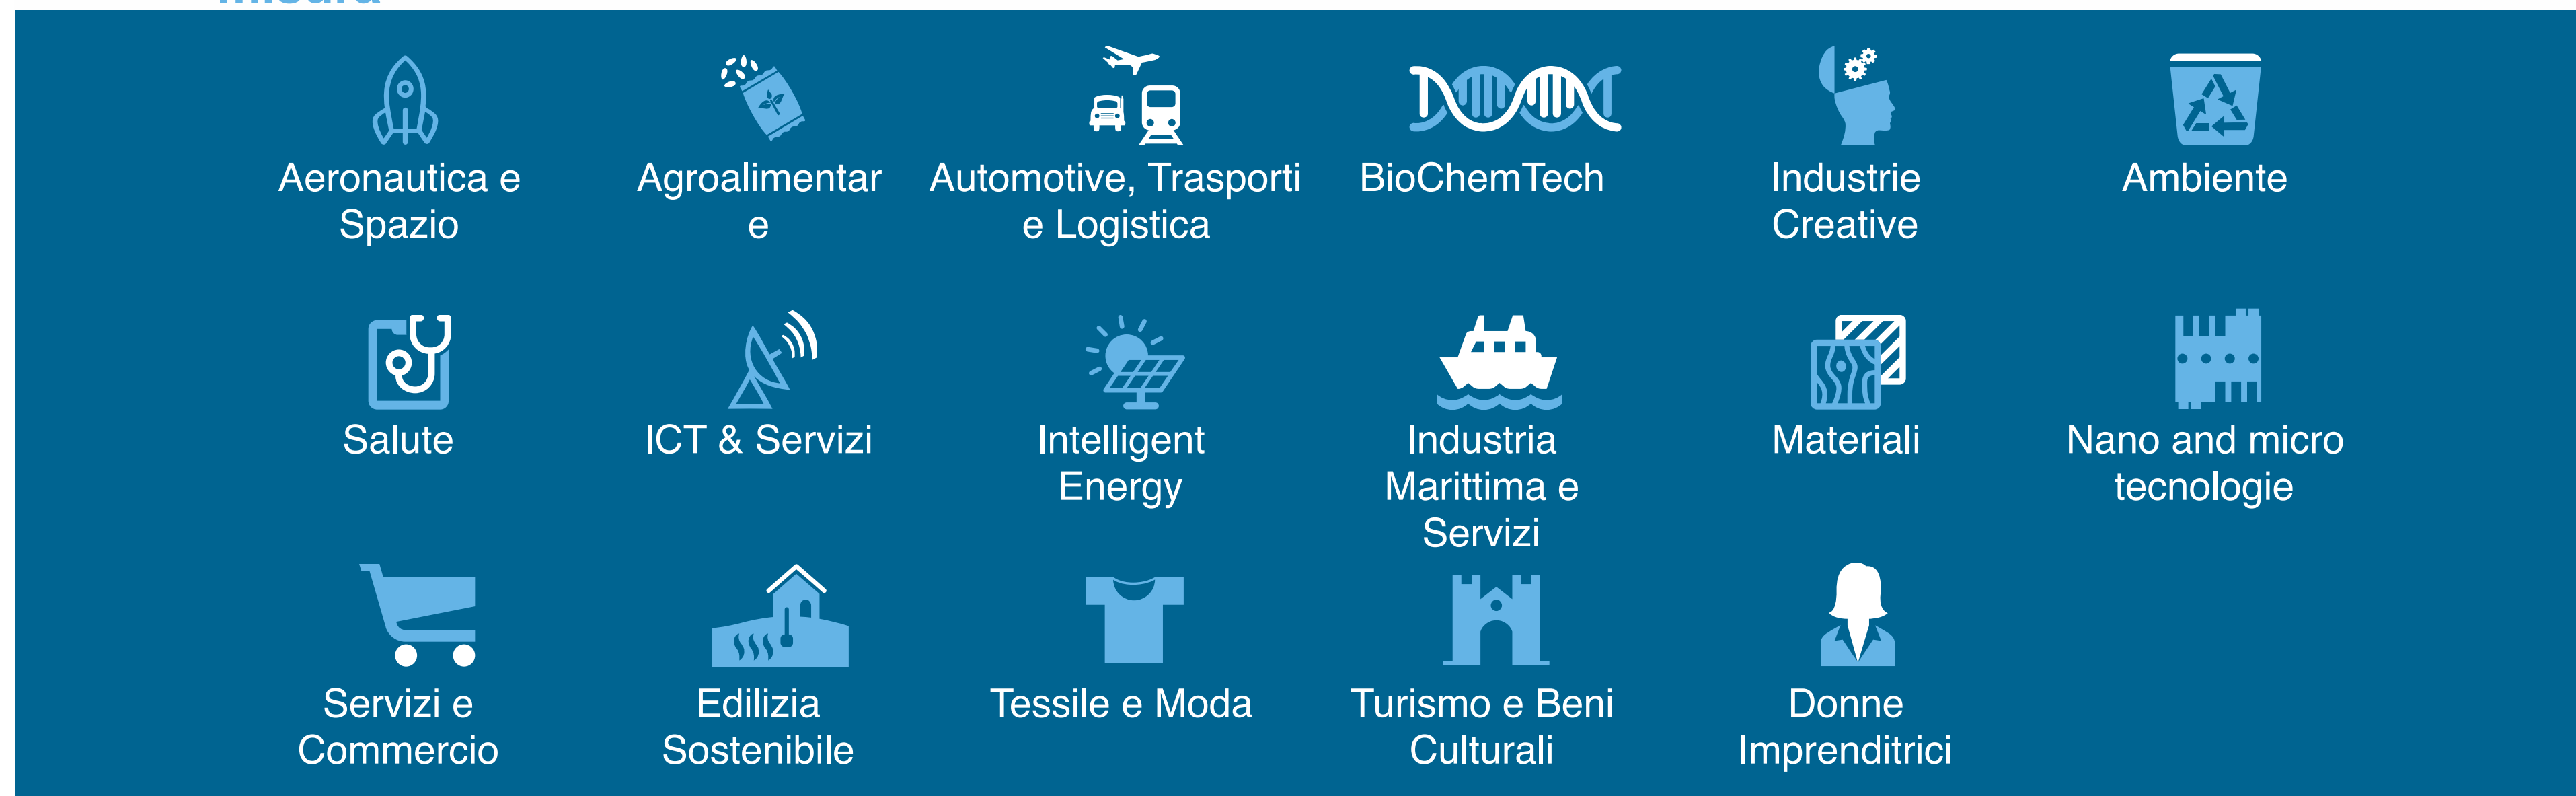 misura
Aeronautica e
Spazio
Agroalimentar
e
Automotive, Trasporti
e Logistica
BioChemTech
Industrie
Creative
Ambiente
Salute
ICT & Servizi
Intelligent
Energy
Industria
Marittima e
Servizi
Materiali
Nano and micro
tecnologie
Servizi e
Commercio
Edilizia
Sostenibile
Tessile e Moda
Turismo e Beni
Culturali
Donne
Imprenditrici